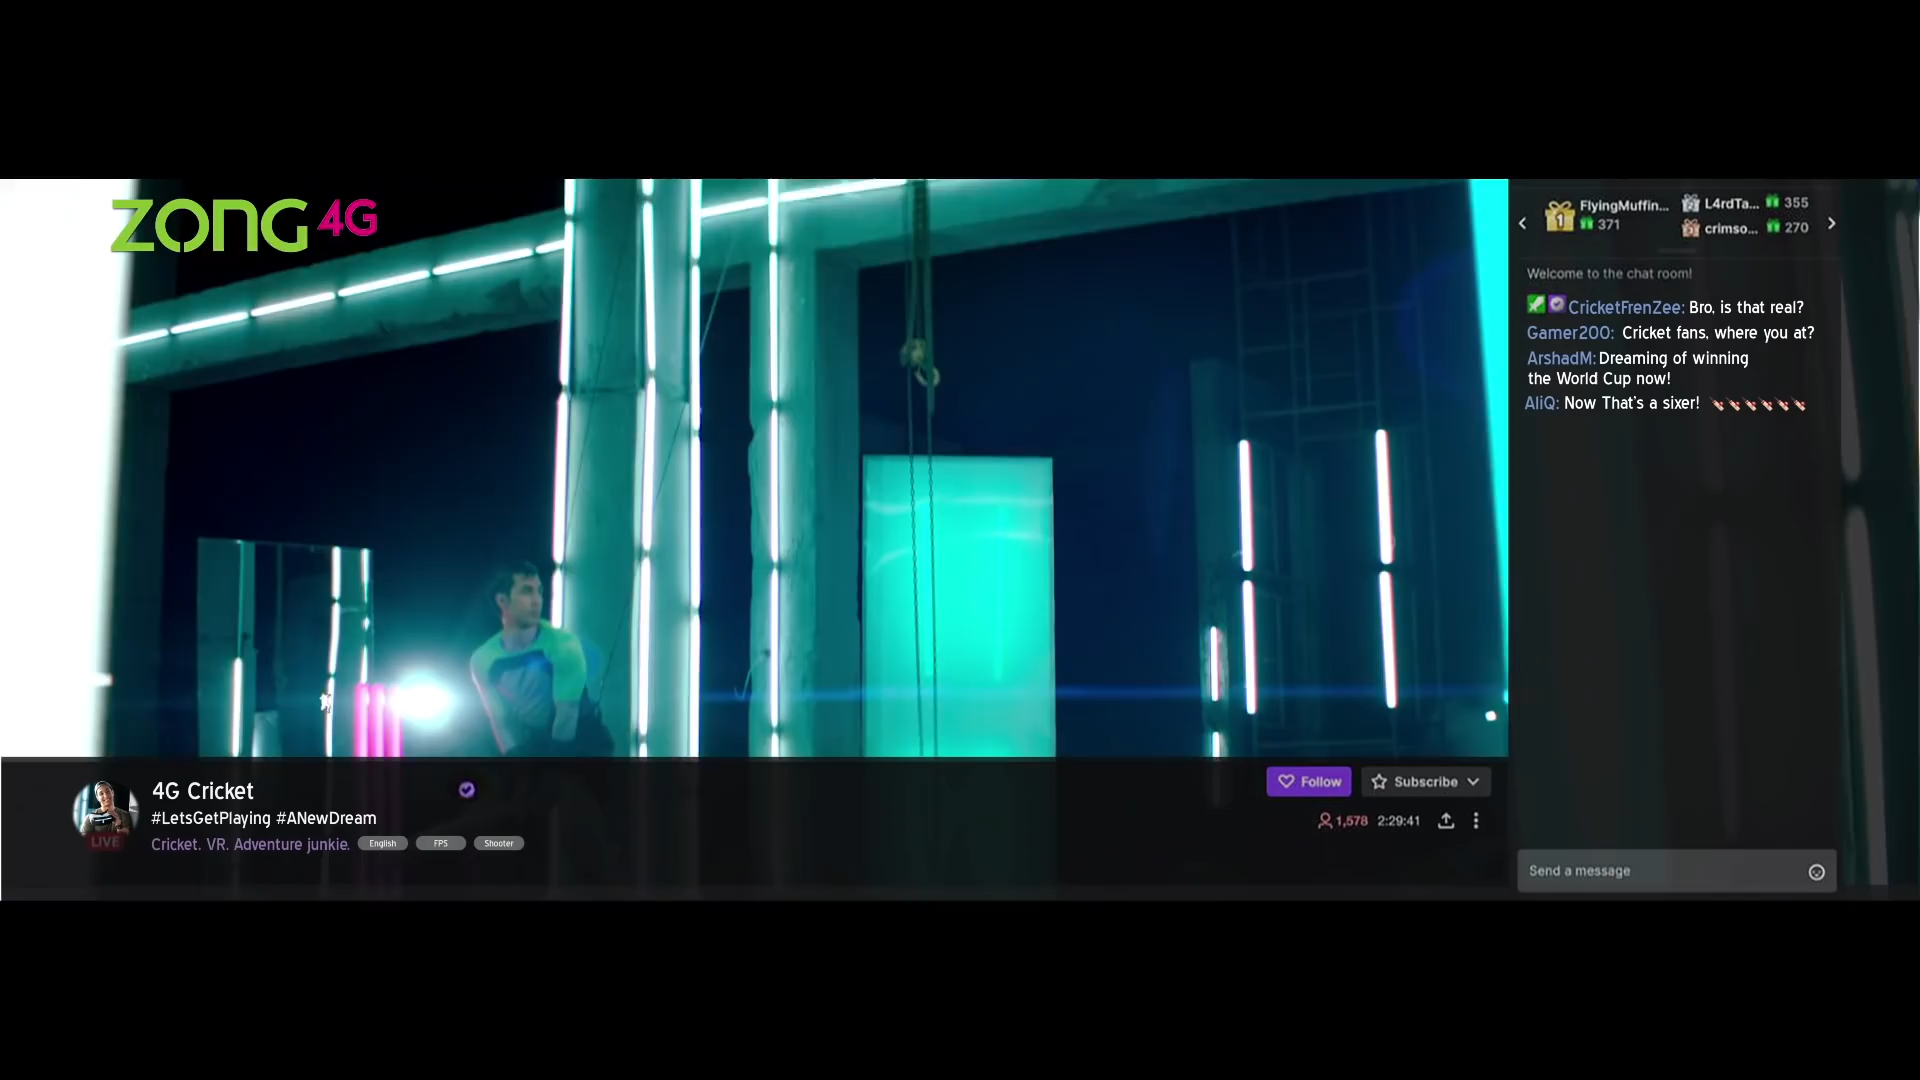 ZONG 4G
FlyingMuffin...
371
L4rdTa... 355
crimso... 270
Welcome to the chat room!
CricketFrenZee: Bro, is that real?
Gamer200: Cricket fans, where you at?
ArshadM: Dreaming of winning
the World Cup now!
AliQ: Now That's a sixer!
4G Cricket
#LetsGetPlaying #ANewDream
Cricket. VR. Adventure junkie. English FPS Shooter
LIVE
Follow Subscribe
1,578 2:29:41
Send a message